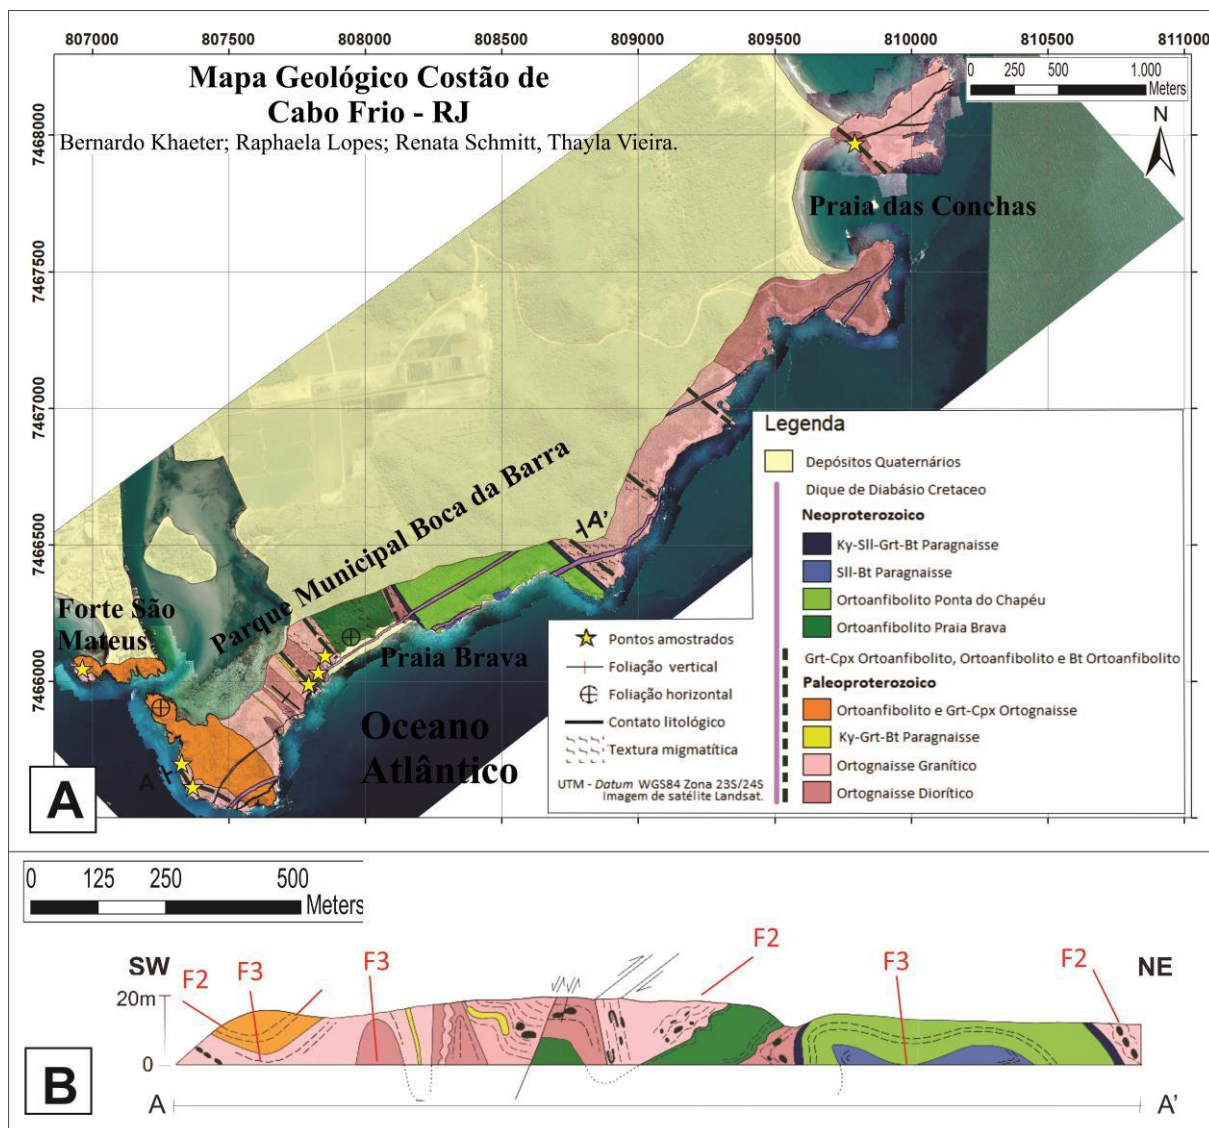 807000 807500 808000 808500 809000 809500 810000 810500 811000
Mapa Geológico Costão de
Cabo Frio - RJ
Bernardo Khaeter; Raphaela Lopes; Renata Schmitt, Thayla Vieira.
0 250 500 1.000
Meters
N
7468000
7467500
7467000
7466500
7466000
Praia das Conchas
Parque Municipal Boca da Barra
A'
Forte São
Mateus
Praia Brava
Oceano
Atlântico
A
A
Pontos amostrados
Foliação vertical
Foliação horizontal
Contato litológico
Textura migmatítica
UTM - Datum WGS84 Zona 23S/24S
Imagem de satélite Landsat.
Legenda
Depósitos Quaternários
Dique de Diabásio Cretaceo
Neoproterozoico
Ky-Sll-Grt-Bt Paragnaisse
Sll-Bt Paragnaisse
Ortoanfibolito Ponta do Chapéu
Ortoanfibolito Praia Brava
Grt-Cpx Ortoanfibolito, Ortoanfibolito e Bt Ortoanfibolito
Paleoproterozoico
Ortoanfibolito e Grt-Cpx Ortognaisse
Ky-Grt-Bt Paragnaisse
Ortognaisse Granítico
Ortognaisse Diorítico
0 125 250 500
Meters
SW
F2
F3
F3
F2
F3
F2
NE
20m
0
B
A
A'